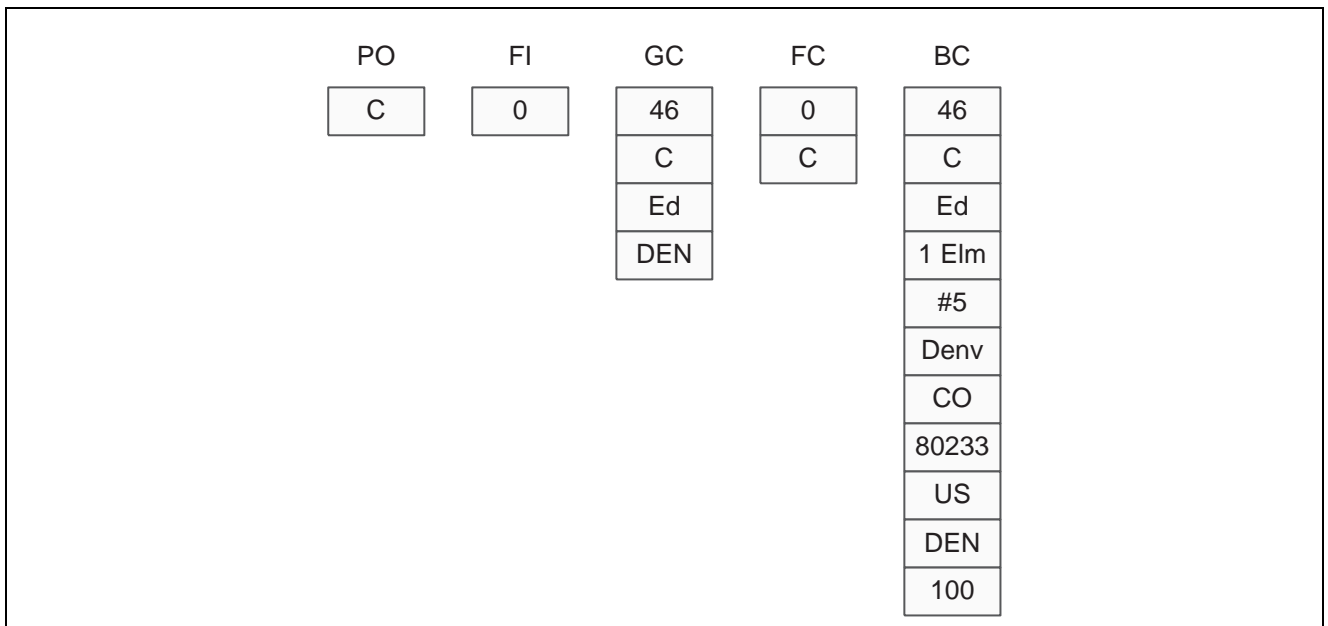 PO FI GC FC BC
C 0 46 0 46
C C C
Ed Ed
DEN 1 Elm
#5
Denv
CO
80233
US
DEN
100